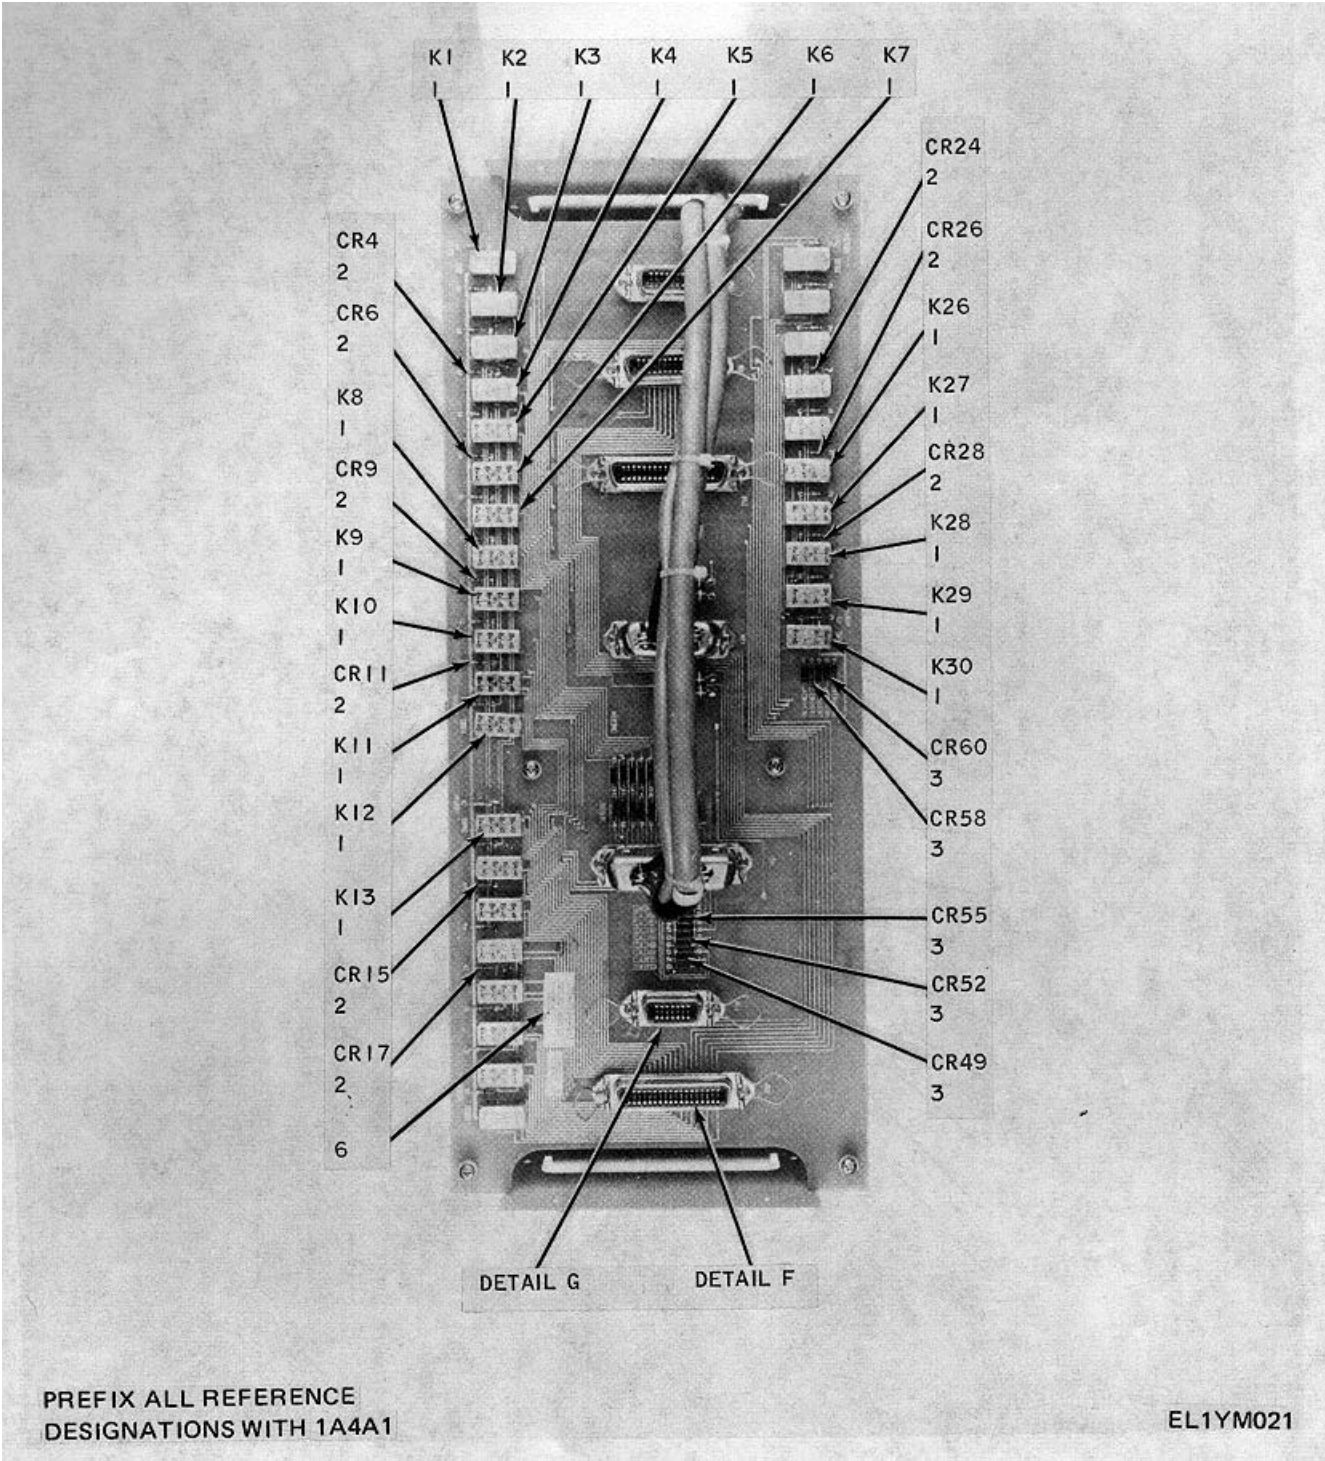 K1 K2 K3 K4 K5 K6 K7
1 1 1 1 1 1 1
CR4
2
CR6
2
K8
1
CR9
2
K9
1
K10
1
CR11
2
K11
1
K12
1
K13
1
CR15
2
CR17
2
6
CR24
2
CR26
2
K26
1
K27
1
CR28
2
K28
1
K29
1
K30
1
CR60
3
CR58
3
CR55
3
CR52
3
CR49
3
DETAIL G DETAIL F
PREFIX ALL REFERENCE
DESIGNATIONS WITH 1A4A1
EL1YM021